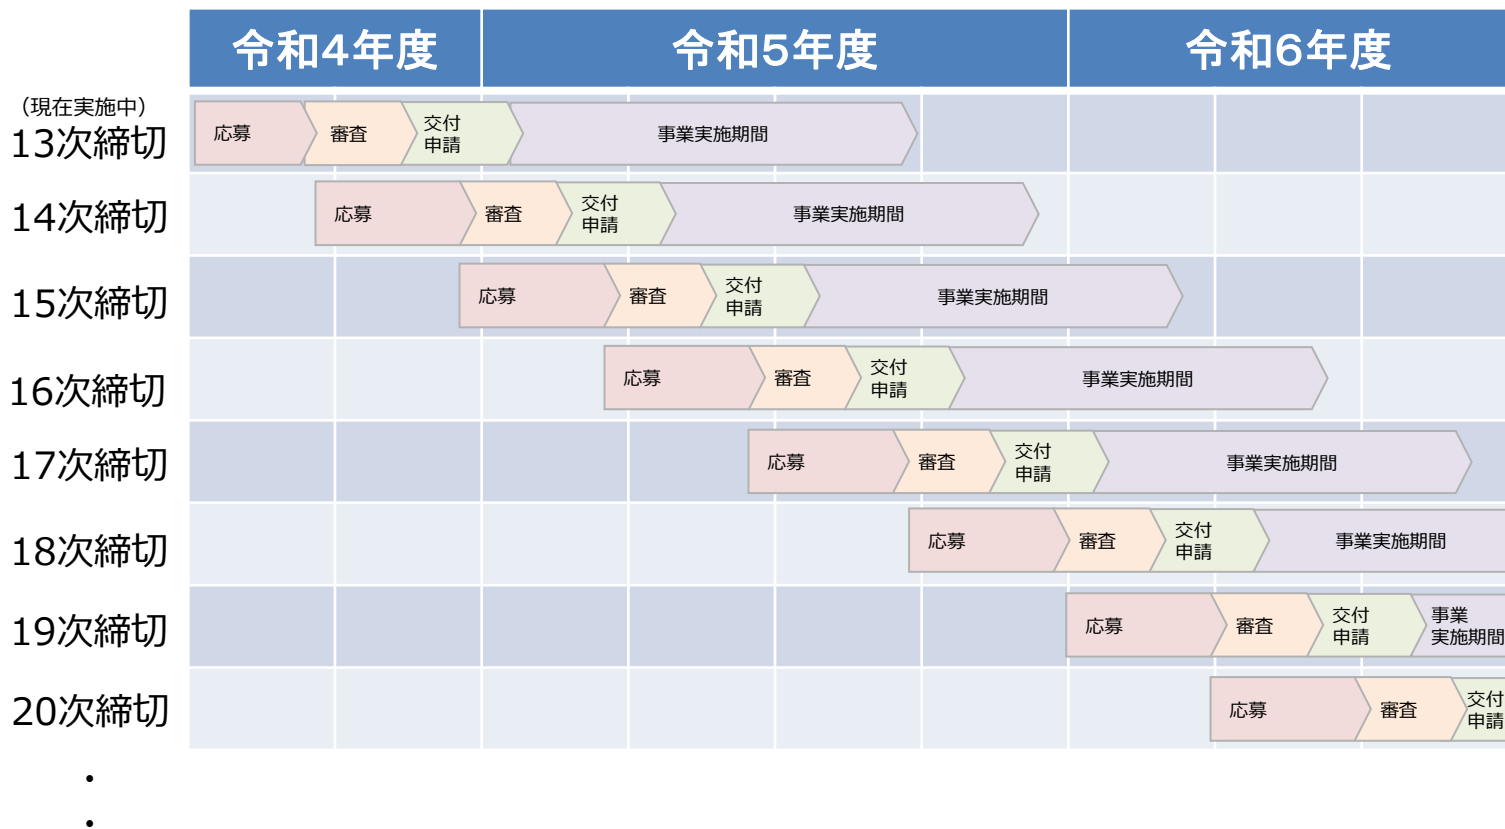 令和4年度 令和5年度 令和6年度
（現在実施中）
13次締切 応募 審査 交付 事業実施期間
申請
14次締切 応募 審査 交付 事業実施期間
申請
15次締切 応募 審査 交付 事業実施期間
申請
16次締切 応募 審査 交付 事業実施期間
申請
17次締切 応募 審査 交付 事業実施期間
申請
18次締切 応募 審査 交付 事業実施期間
申請
19次締切 応募 審査 交付 事業
申請 実施期間
20次締切 応募 審査 交付
申請
・
・